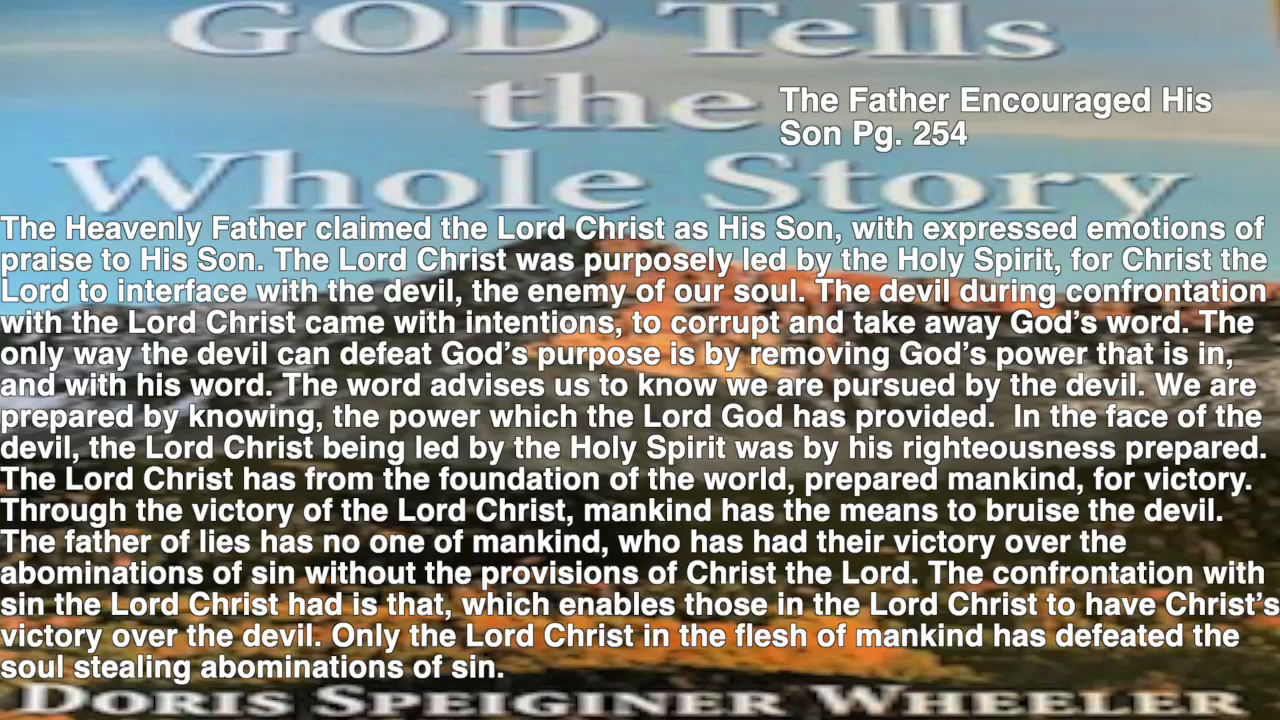 GOD Tells
the
Whole Story
The Father Encouraged His
Son Pg. 254
The Heavenly Father claimed the Lord Christ as His Son, with expressed emotions of
praise to His Son. The Lord Christ was purposely led by the Holy Spirit, for Christ the
Lord to interface with the devil, the enemy of our soul. The devil during confrontation
with the Lord Christ came with intentions, to corrupt and take away God’s word. The
only way the devil can defeat God’s purpose is by removing God’s power that is in,
and with his word. The word advises us to know we are pursued by the devil. We are
prepared by knowing, the power which the Lord God has provided.  In the face of the
devil, the Lord Christ being led by the Holy Spirit was by his righteousness prepared.
The Lord Christ has from the foundation of the world, prepared mankind, for victory.
Through the victory of the Lord Christ, mankind has the means to bruise the devil.
The father of lies has no one of mankind, who has had their victory over the
abominations of sin without the provisions of Christ the Lord. The confrontation with
sin the Lord Christ had is that, which enables those in the Lord Christ to have Christ’s
victory over the devil. Only the Lord Christ in the flesh of mankind has defeated the
soul stealing abominations of sin.
DORIS SPEIGINER WHEELER